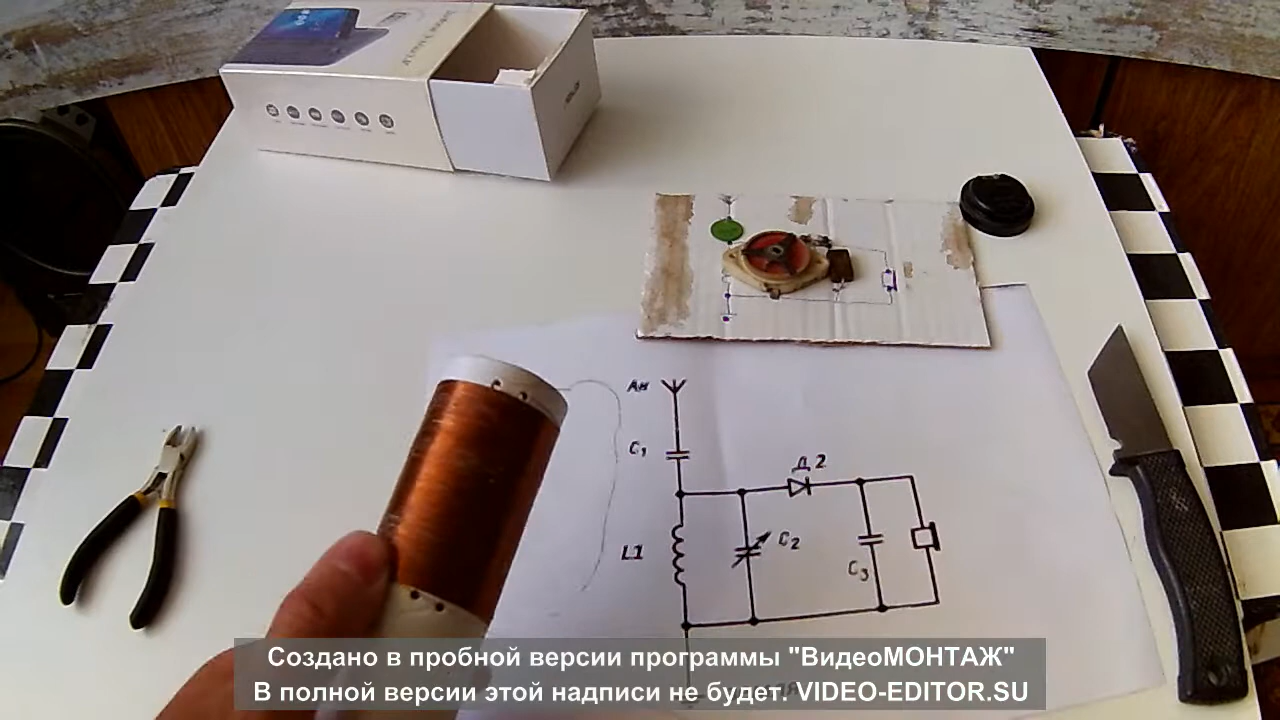 Ан
C₁
Д2
L1
C₂
C₃
Создано в пробной версии программы "ВидеоМОНТАЖ"
В полной версии этой надписи не будет. VIDEO-EDITOR.SU